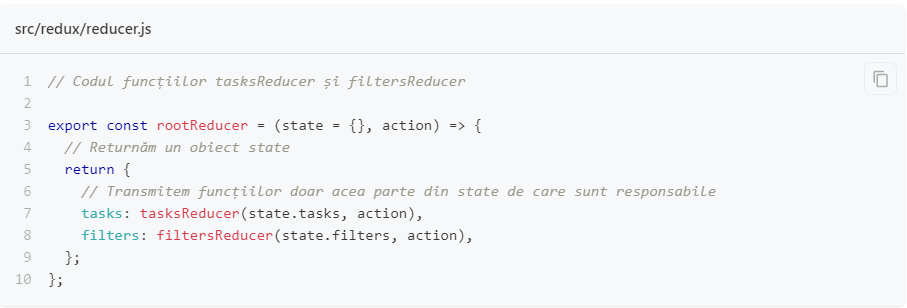 src/redux/reducer.js
1 // Codul funcțiilor tasksReducer și filtersReducer
2
3 export const rootReducer = (state = {}, action) => {
4 // Returnăm un obiect state
5 return {
6 // Transmitem funcțiilor doar acea parte din state de care sunt responsabile
7 tasks: tasksReducer(state.tasks, action),
8 filters: filtersReducer(state.filters, action),
9 };
10 };